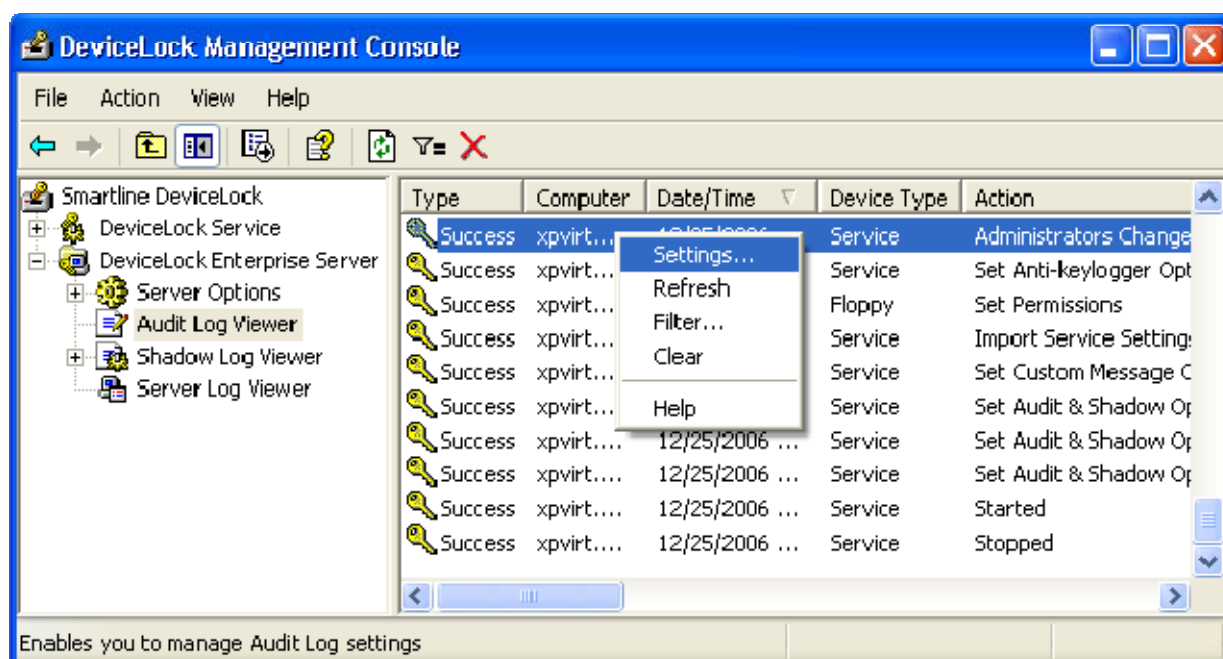 DeviceLock Management Console
File Action View Help
Smartline DeviceLock
DeviceLock Service
DeviceLock Enterprise Server
Server Options
Audit Log Viewer
Shadow Log Viewer
Server Log Viewer
Type Computer Date/Time Device Type Action
Success xpvirt.... Service Administrators Change
Success xpvirt.... Service Set Anti-keylogger Opt
Success xpvirt.... Floppy Set Permissions
Success xpvirt.... Service Import Service Setting
Success xpvirt.... Service Set Custom Message
Success xpvirt.... Service Set Audit & Shadow Op
Success xpvirt.... 12/25/2006 ... Service Set Audit & Shadow Op
Success xpvirt.... 12/25/2006 ... Service Set Audit & Shadow Op
Success xpvirt.... 12/25/2006 ... Service Started
Success xpvirt.... 12/25/2006 ... Service Stopped
Settings...
Refresh
Filter...
Clear
Help
Enables you to manage Audit Log settings